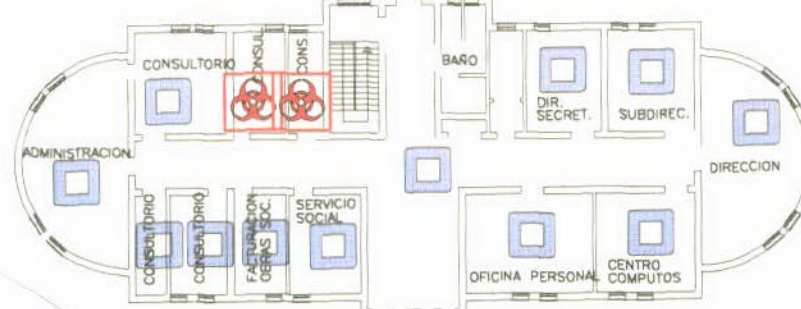 CONSULTORIO
CONSUL
CONS
BAÑO
DIR.
SECRET.
SUBDIREC.
ADMINISTRACION
DIRECCION
CONSULTORIO
CONSULTORIO
FACTURACION
OBRAS SOC.
SERVICIO
SOCIAL
OFICINA PERSONAL
CENTRO
COMPUTOS